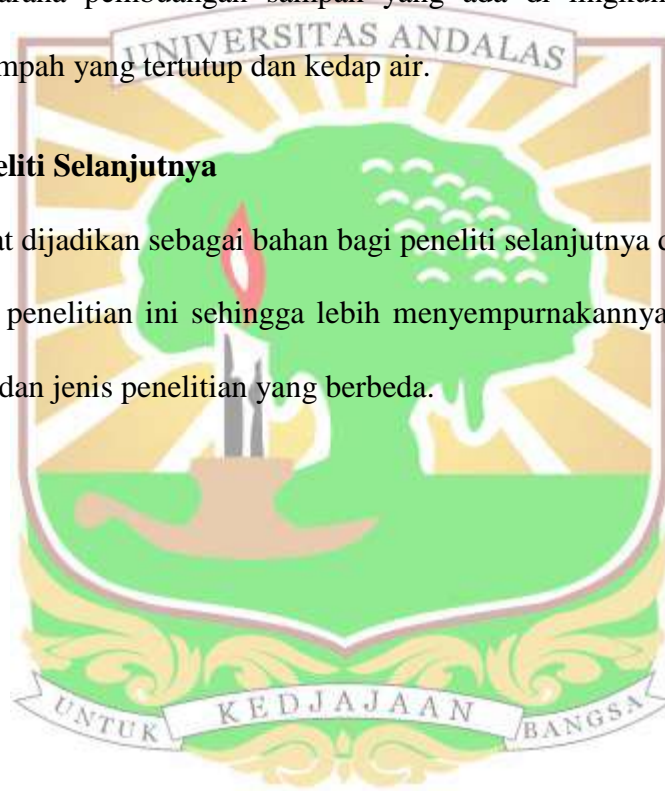 arana pembuangan sampah yang ada di lingkun
UNIVERSITAS ANDALAS
mpah yang tertutup dan kedap air.
eliti Selanjutnya
at dijadikan sebagai bahan bagi peneliti selanjutnya
penelitian ini sehingga lebih menyempurnakannya
dan jenis penelitian yang berbeda.
UNTUK KEDJAJAAN BANGSA